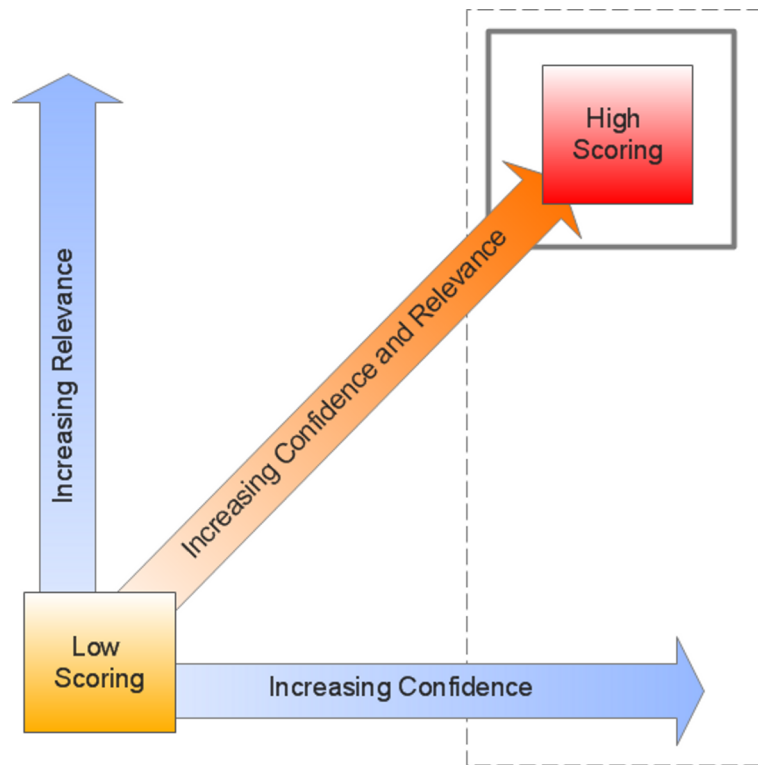 High
Scoring
Increasing Relevance
Increasing Confidence and Relevance
Low
Scoring
Increasing Confidence